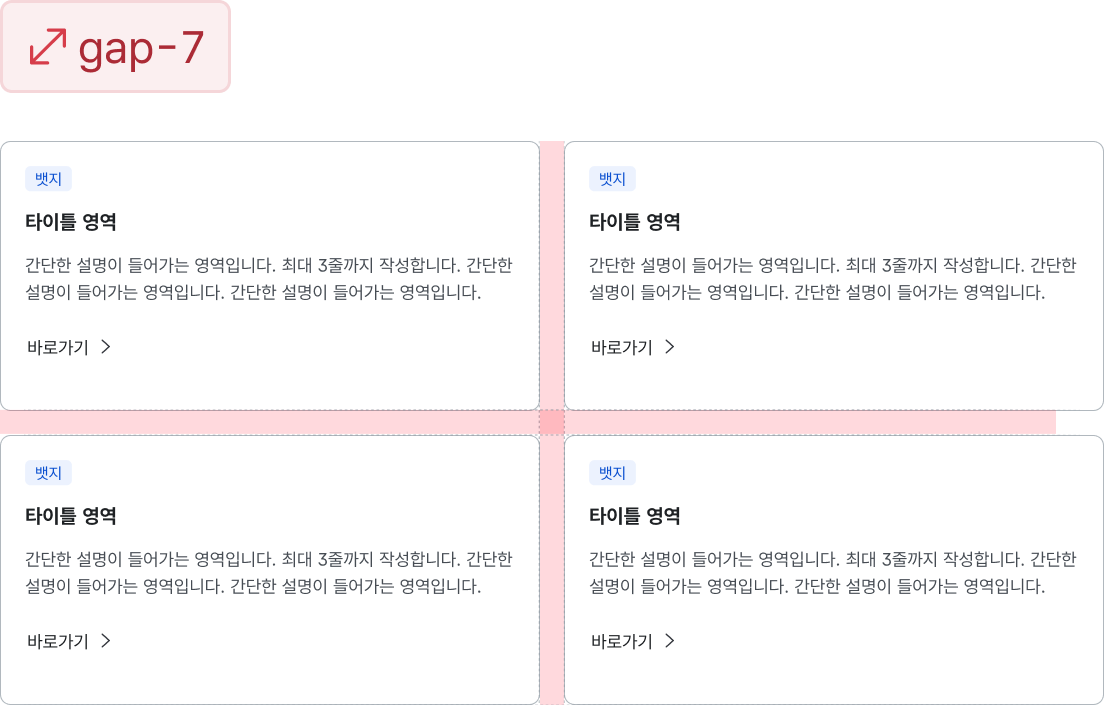 gap-7
뱃지
타이틀 영역
간단한 설명이 들어가는 영역입니다. 최대 3줄까지 작성합니다. 간단한
설명이 들어가는 영역입니다. 간단한 설명이 들어가는 영역입니다.
바로가기
뱃지
타이틀 영역
간단한 설명이 들어가는 영역입니다. 최대 3줄까지 작성합니다. 간단한
설명이 들어가는 영역입니다. 간단한 설명이 들어가는 영역입니다.
바로가기
뱃지
타이틀 영역
간단한 설명이 들어가는 영역입니다. 최대 3줄까지 작성합니다. 간단한
설명이 들어가는 영역입니다. 간단한 설명이 들어가는 영역입니다.
바로가기
뱃지
타이틀 영역
간단한 설명이 들어가는 영역입니다. 최대 3줄까지 작성합니다. 간단한
설명이 들어가는 영역입니다. 간단한 설명이 들어가는 영역입니다.
바로가기